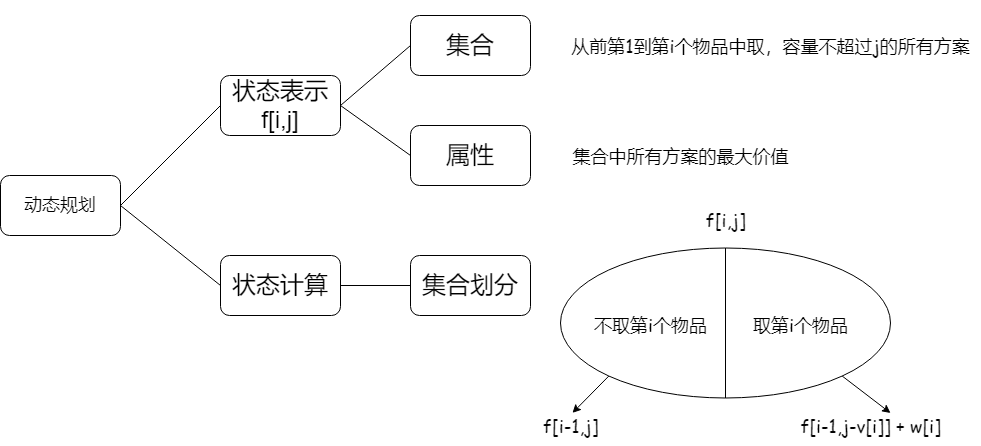 集合
从前第1到第i个物品中取，容量不超过j的所有方案
状态表示
f[i,j]
属性
集合中所有方案的最大价值
动态规划
状态计算
集合划分
f[i,j]
不取第i个物品
取第i个物品
f[i-1,j]
f[i-1,j-v[i]] + w[i]